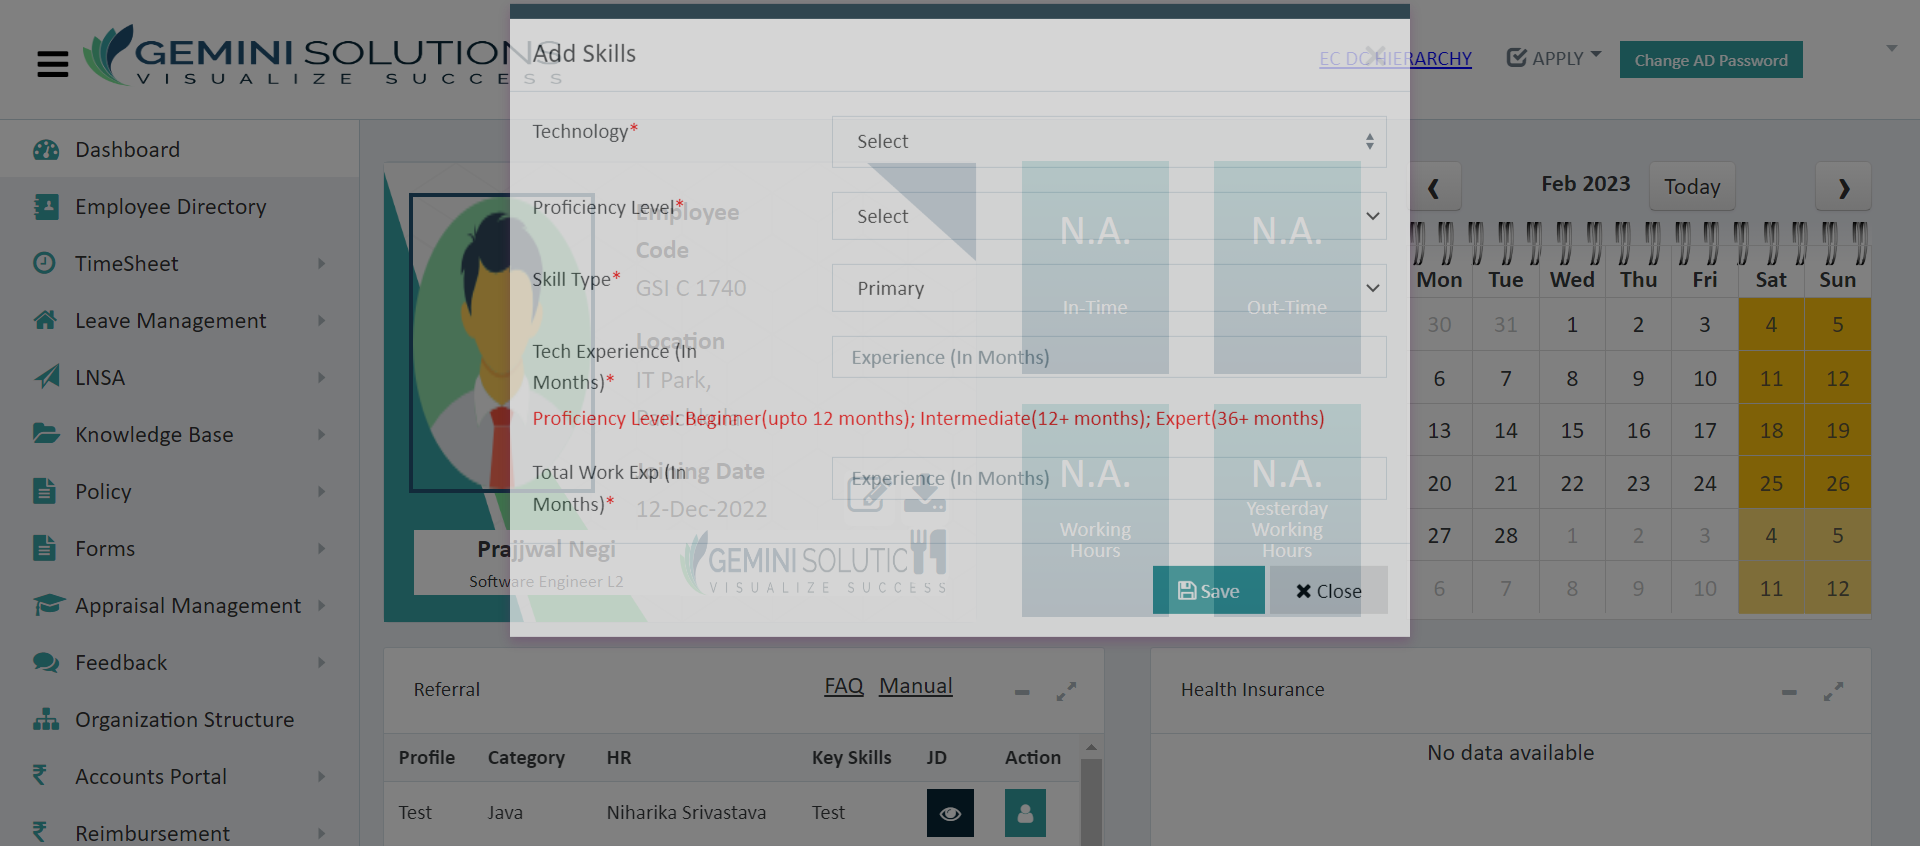 GEMINI SOLUTIONS
VISUALIZE SUCCESS
EC DC HIERARCHY
APPLY
Change AD Password
Add Skills
Technology*
Select
Proficiency Level*
Select
Skill Type*
Primary
Tech Experience (In
Months)*
Experience (In Months)
Proficiency Level: Beginner(upto 12 months); Intermediate(12+ months); Expert(36+ months)
Total Work Exp (In
Months)*
Experience (In Months)
Save
Close
Dashboard
Employee Directory
TimeSheet
Leave Management
LNSA
Knowledge Base
Policy
Forms
Appraisal Management
Feedback
Organization Structure
Accounts Portal
Reimbursement
Employee
Code
GSI C 1740
Location
IT Park,
Panchkula
Joining Date
12-Dec-2022
Prajjwal Negi
Software Engineer L2
GEMINI SOLUTIC
VISUALIZE SUCCESS
N.A.
In-Time
N.A.
Out-Time
N.A.
Working
Hours
N.A.
Yesterday
Working
Hours
Feb 2023
Today
Mon Tue Wed Thu Fri Sat Sun
30 31 1 2 3 4 5
6 7 8 9 10 11 12
13 14 15 16 17 18 19
20 21 22 23 24 25 26
27 28 1 2 3 4 5
6 7 8 9 10 11 12
Referral
FAQ Manual
Profile Category HR Key Skills JD Action
Test Java Niharika Srivastava Test
Health Insurance
No data available